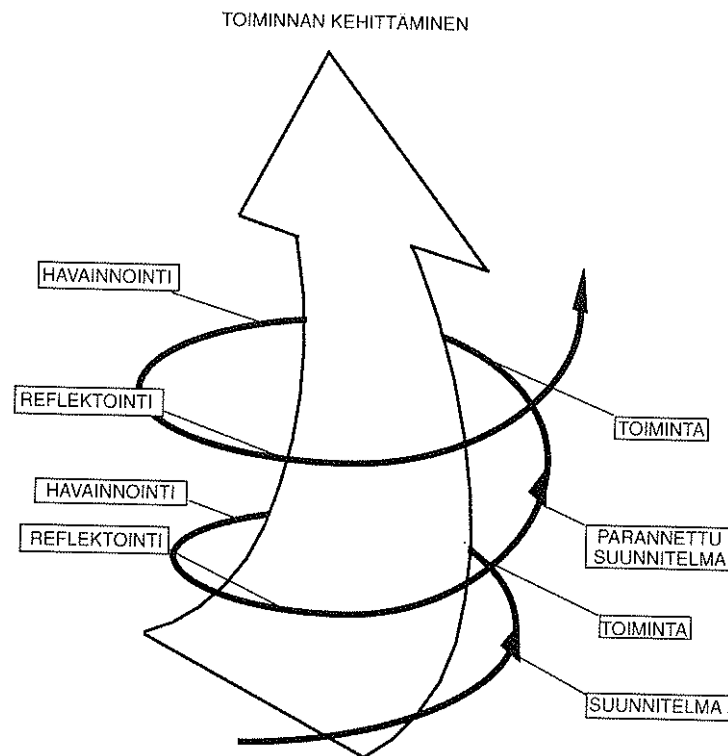 TOIMINNAN KEHITTÄMINEN
HAVAINNOINTI
REFLEKTOINTI
TOIMINTA
HAVAINNOINTI
REFLEKTOINTI
PARANNETTU
SUUNNITELMA
TOIMINTA
SUUNNITELMA